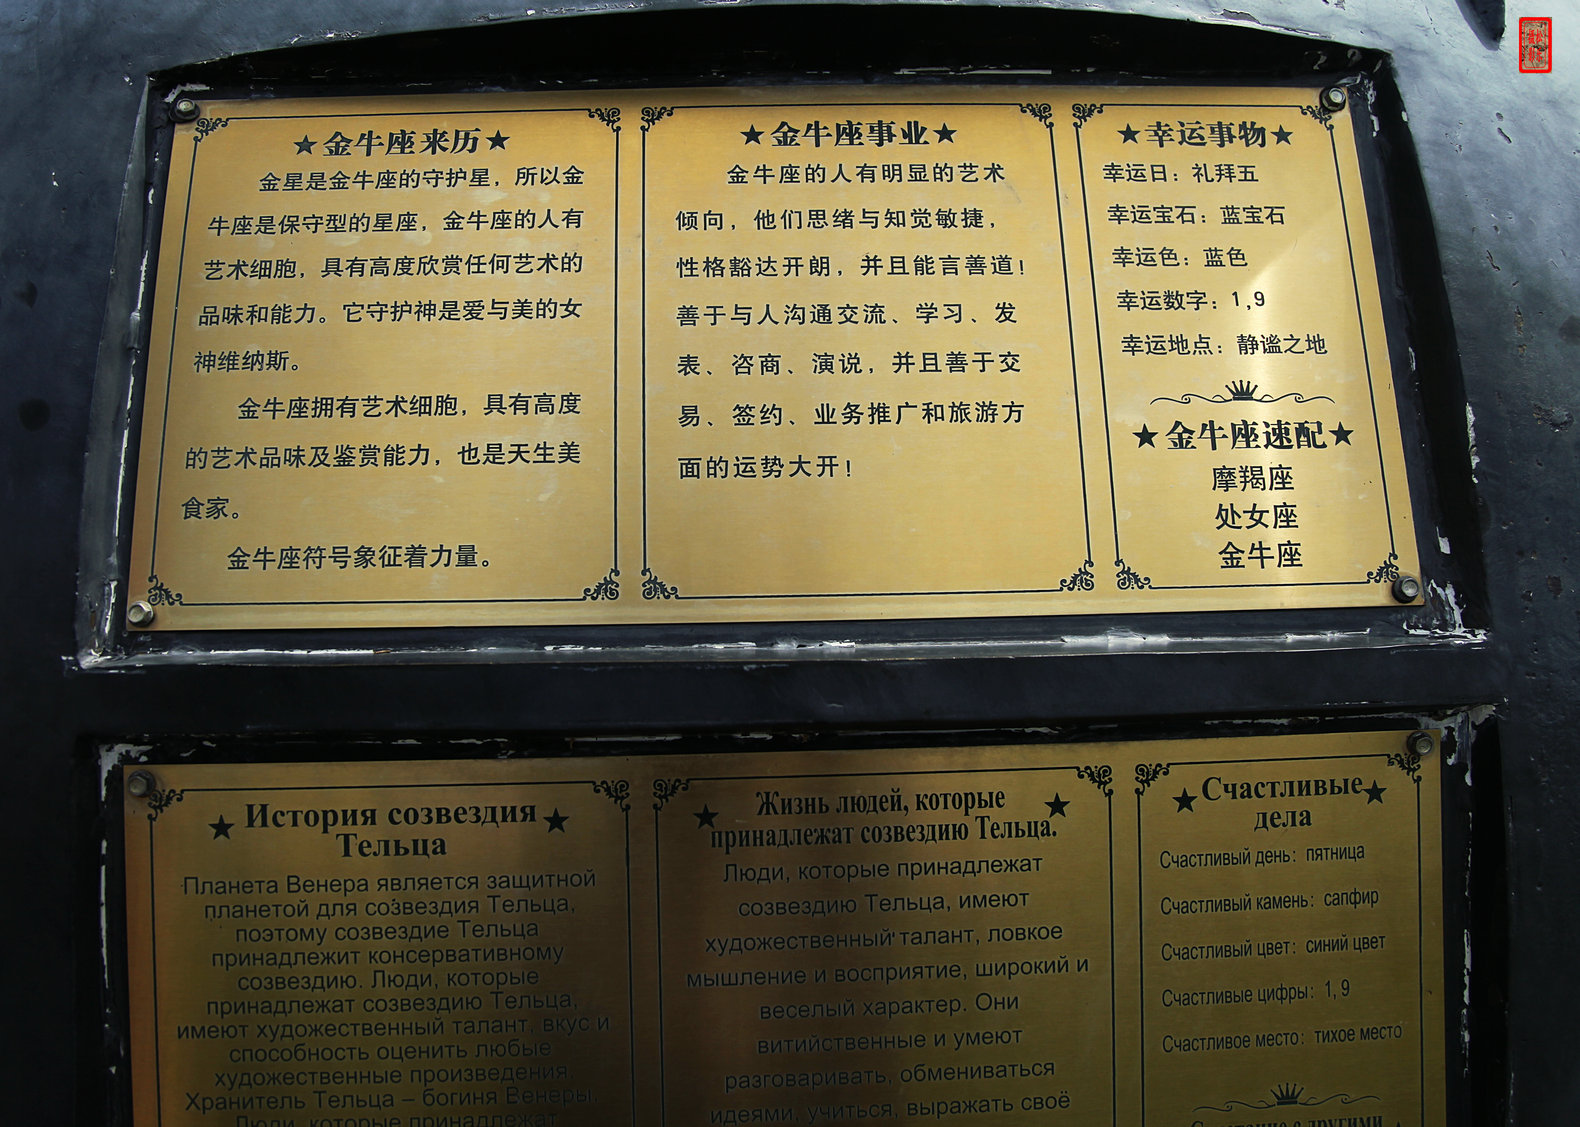 ★金牛座来历★
金星是金牛座的守护星，所以金
牛座是保守型的星座，金牛座的人有
艺术细胞，具有高度欣赏任何艺术的
品味和能力。它守护神是爱与美的女
神维纳斯。
金牛座拥有艺术细胞，具有高度
的艺术品味及鉴赏能力，也是天生美
食家。
金牛座符号象征着力量。
★金牛座事业★
金牛座的人有明显的艺术
倾向，他们思绪与知觉敏捷，
性格豁达开朗，并且能言善道！
善于与人沟通交流、学习、发
表、咨商、演说，并且善于交
易、签约、业务推广和旅游方
面的运势大开！
★幸运事物★
幸运日：礼拜五
幸运宝石：蓝宝石
幸运色：蓝色
幸运数字：1,9
幸运地点：静谧之地
★金牛座速配★
摩羯座
处女座
金牛座
★История созвездия★
Тельца
Планета Венера является защитной
планетой для созвездия Тельца,
поэтому созвездие Тельца
принадлежит консервативному
созвездию. Люди, которые
принадлежат созвездию Тельца,
имеют художественный талант, вкус и
способность оценить любые
художественные произведения.
Хранитель Тельца – богиня Венеры.
Люди, которые принадлежат
★Жизнь людей, которые★
принадлежат созвездию Тельца.
Люди, которые принадлежат
созвездию Тельца, имеют
художественный талант, ловкое
мышление и восприятие, широкий и
веселый характер. Они
витийственные и умеют
разговаривать, обмениваться
идеями, учиться, выражать своё
★Счастливые★
дела
Счастливый день: пятница
Счастливый камень: сапфир
Счастливый цвет: синий цвет
Счастливые цифры: 1, 9
Счастливое место: тихое место
с другими